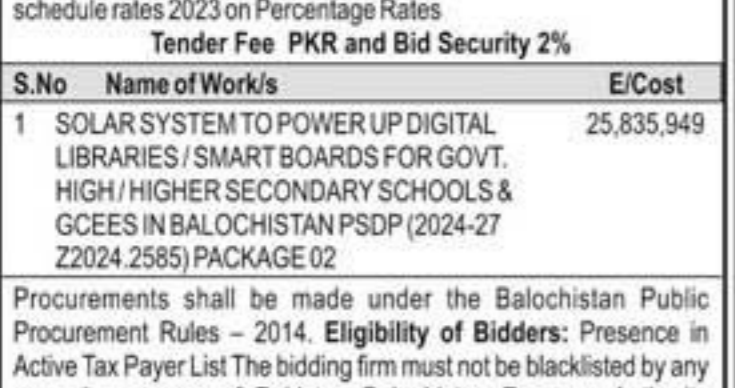 schedule rates 2023 on Percentage Rates
Tender Fee PKR and Bid Security 2%
S.No Name of Work/s E/Cost
1 SOLAR SYSTEM TO POWER UP DIGITAL 25,835,949
LIBRARIES / SMART BOARDS FOR GOVT.
HIGH / HIGHER SECONDARY SCHOOLS &
GCEES IN BALOCHISTAN PSDP (2024-27
Z2024.2585) PACKAGE 02
Procurements shall be made under the Balochistan Public
Procurement Rules – 2014. Eligibility of Bidders: Presence in
Active Tax Payer List The bidding firm must not be blacklisted by any